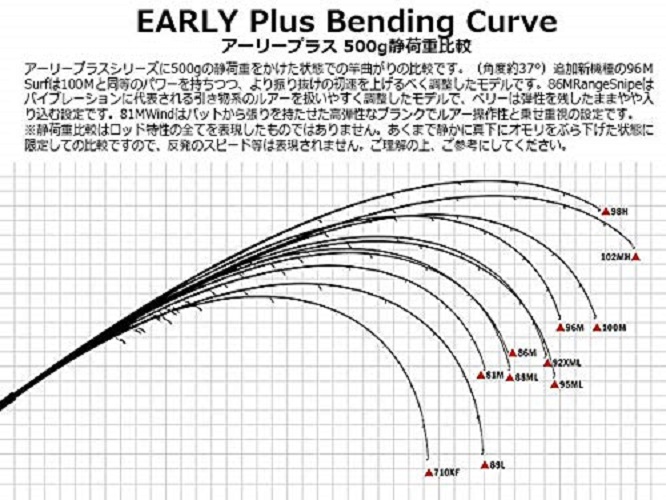 EARLY Plus Bending Curve
アーリープラス 500g静荷重比較
アーリープラスシリーズに500gの静荷重をかけた状態での竿曲がりの比較です。（角度約37°）追加新機種の96M
Surfは100Mと同等のパワーを持ちつつ、より振り抜けの初速を上げるべく調整したモデルです。86MRangeSnipeは
バイブレーションに代表される引き物系のルアーを扱いやすく調整したモデルで、ベリーは弾性を残したままやや入
り込む設定です。81MWindはバットから張りを持たせた高弾性なブランクでルアー操作性と乗せ重視の設定です。
※静荷重比較はロッド特性の全てを表現したものではありません。あくまで静かに真下にオモリをぶら下げた状態に
限定しての比較ですので、反発のスピード等は表現されません。ご理解の上、ご参考にしてください。
98H
102MH
96M
100M
86M
92XML
81M
88ML
95ML
710XF
89L